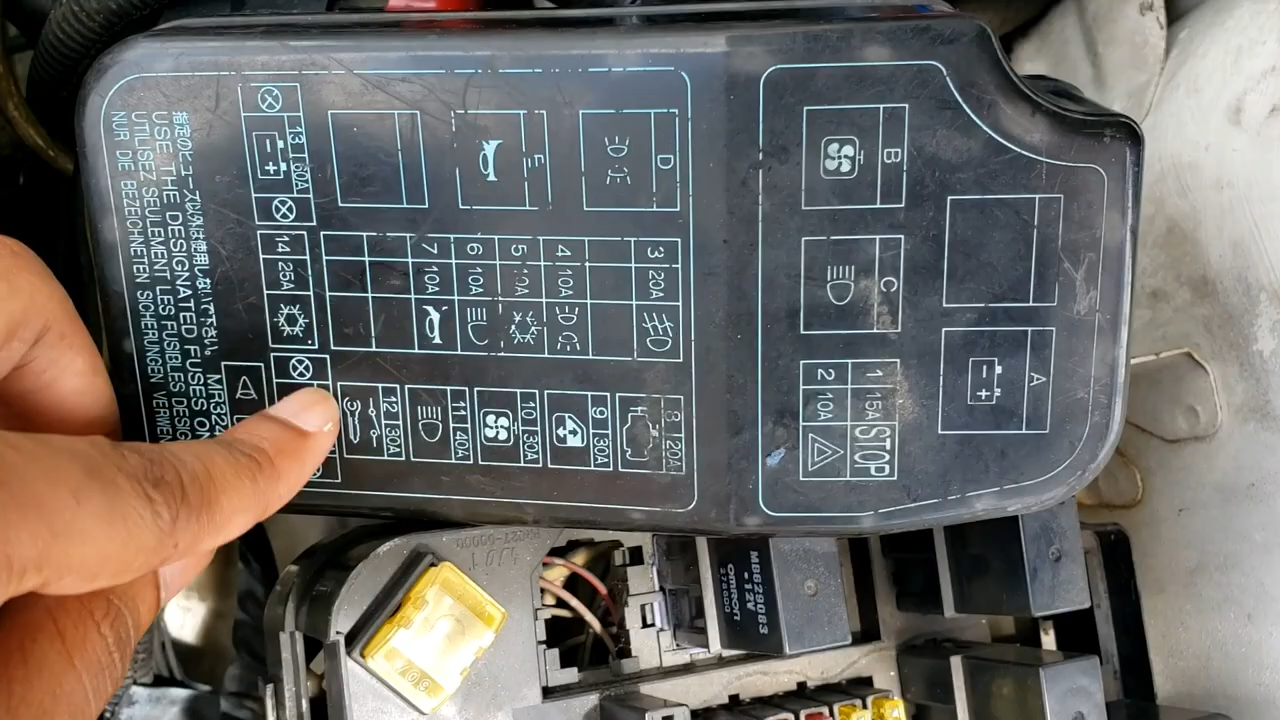 指定のヒューズ以外は使用しないで下さい。 MR324
USE THE DESIGNATED FUSES ON
UTILISEZ SEULEMENT LES FUSIBLES DESIG
NUR DIE BEZEICHNETEN SICHERUNGEN VERWEN
13 60A
14 25A
E
D
7 10A
6 10A
5 10A
4 10A
3 20A
12 30A
11 40A
10 30A
9 30A
8 20A
B
C
A
1 15A STOP
2 10A
MB629083
- 12V
OMRON
60